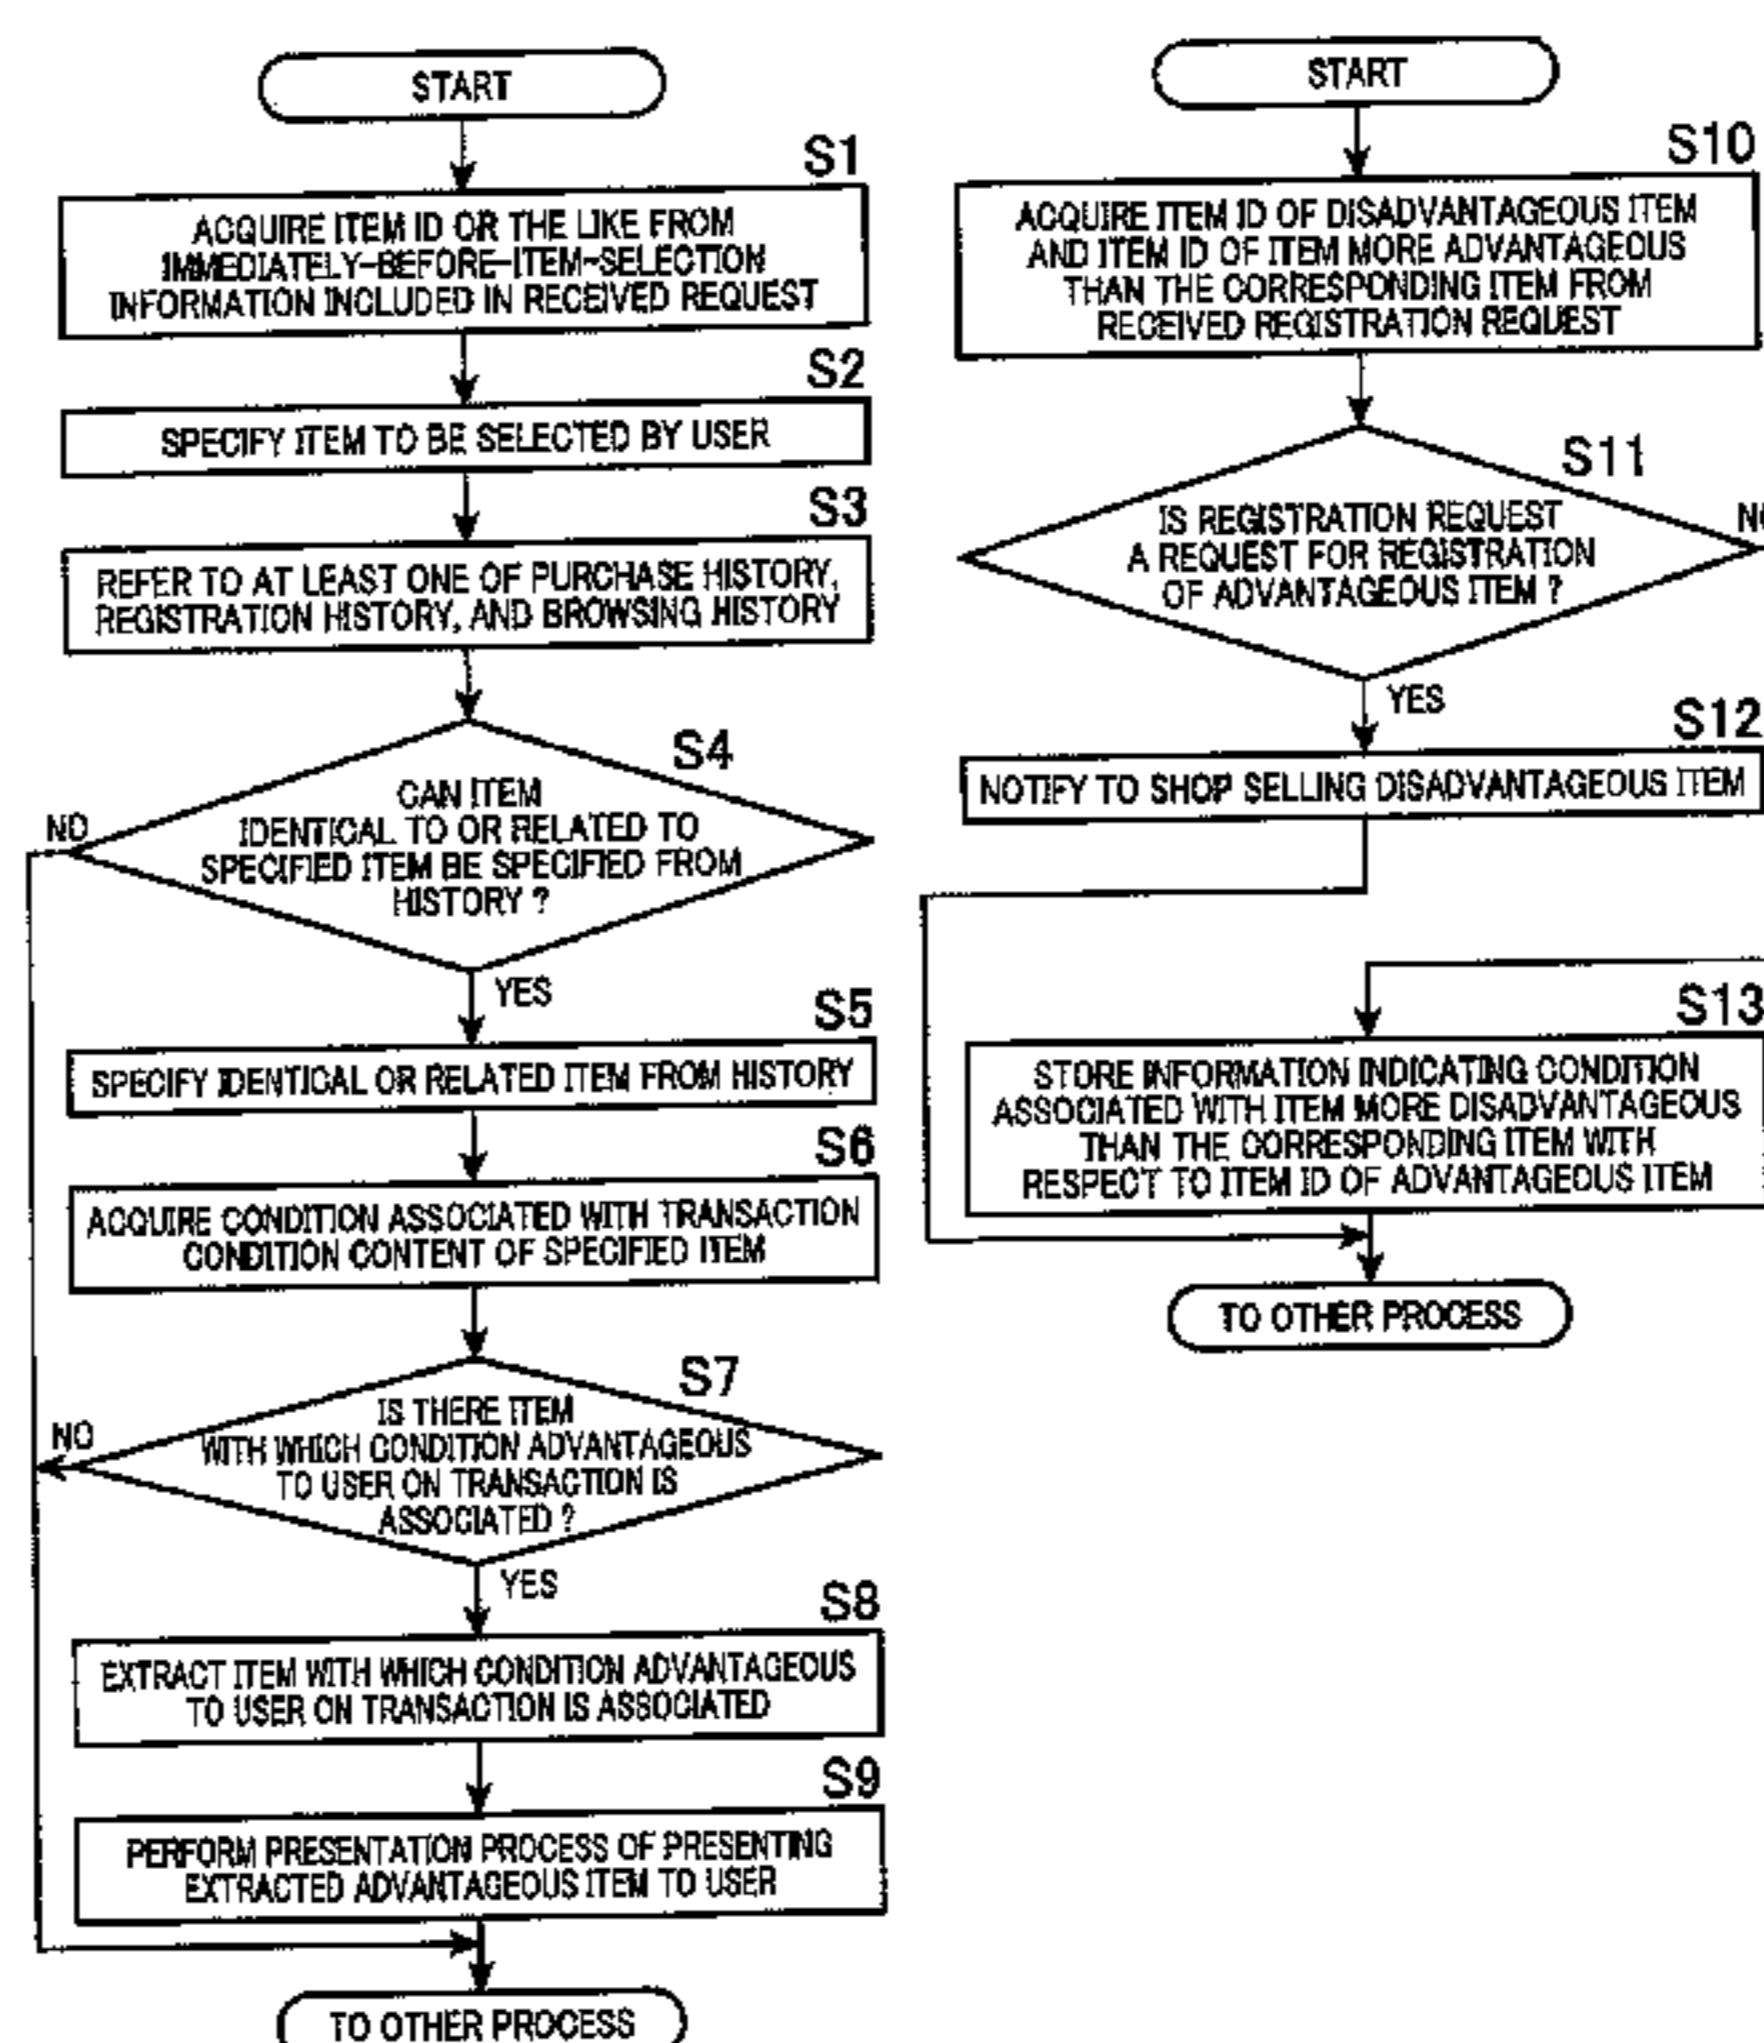 START
S1
ACQUIRE ITEM ID OR THE LIKE FROM
IMMEDIATELY-BEFORE-ITEM-SELECTION
INFORMATION INCLUDED IN RECEIVED REQUEST
S2
SPECIFY ITEM TO BE SELECTED BY USER
S3
REFER TO AT LEAST ONE OF PURCHASE HISTORY,
REGISTRATION HISTORY, AND BROWSING HISTORY
S4
CAN ITEM
IDENTICAL TO OR RELATED TO
SPECIFIED ITEM BE SPECIFIED FROM
HISTORY ?
NO
YES
S5
SPECIFY IDENTICAL OR RELATED ITEM FROM HISTORY
S6
ACQUIRE CONDITION ASSOCIATED WITH TRANSACTION
CONDITION CONTENT OF SPECIFIED ITEM
S7
IS THERE ITEM
WITH WHICH CONDITION ADVANTAGEOUS
TO USER ON TRANSACTION IS
ASSOCIATED ?
NO
YES
S8
EXTRACT ITEM WITH WHICH CONDITION ADVANTAGEOUS
TO USER ON TRANSACTION IS ASSOCIATED
S9
PERFORM PRESENTATION PROCESS OF PRESENTING
EXTRACTED ADVANTAGEOUS ITEM TO USER
TO OTHER PROCESS
START
S10
ACQUIRE ITEM ID OF DISADVANTAGEOUS ITEM
AND ITEM ID OF ITEM MORE ADVANTAGEOUS
THAN THE CORRESPONDING ITEM FROM
RECEIVED REGISTRATION REQUEST
S11
IS REGISTRATION REQUEST
A REQUEST FOR REGISTRATION
OF ADVANTAGEOUS ITEM ?
YES
S12
NOTIFY TO SHOP SELLING DISADVANTAGEOUS ITEM
S13
STORE INFORMATION INDICATING CONDITION
ASSOCIATED WITH ITEM MORE DISADVANTAGEOUS
THAN THE CORRESPONDING ITEM WITH
RESPECT TO ITEM ID OF ADVANTAGEOUS ITEM
TO OTHER PROCESS